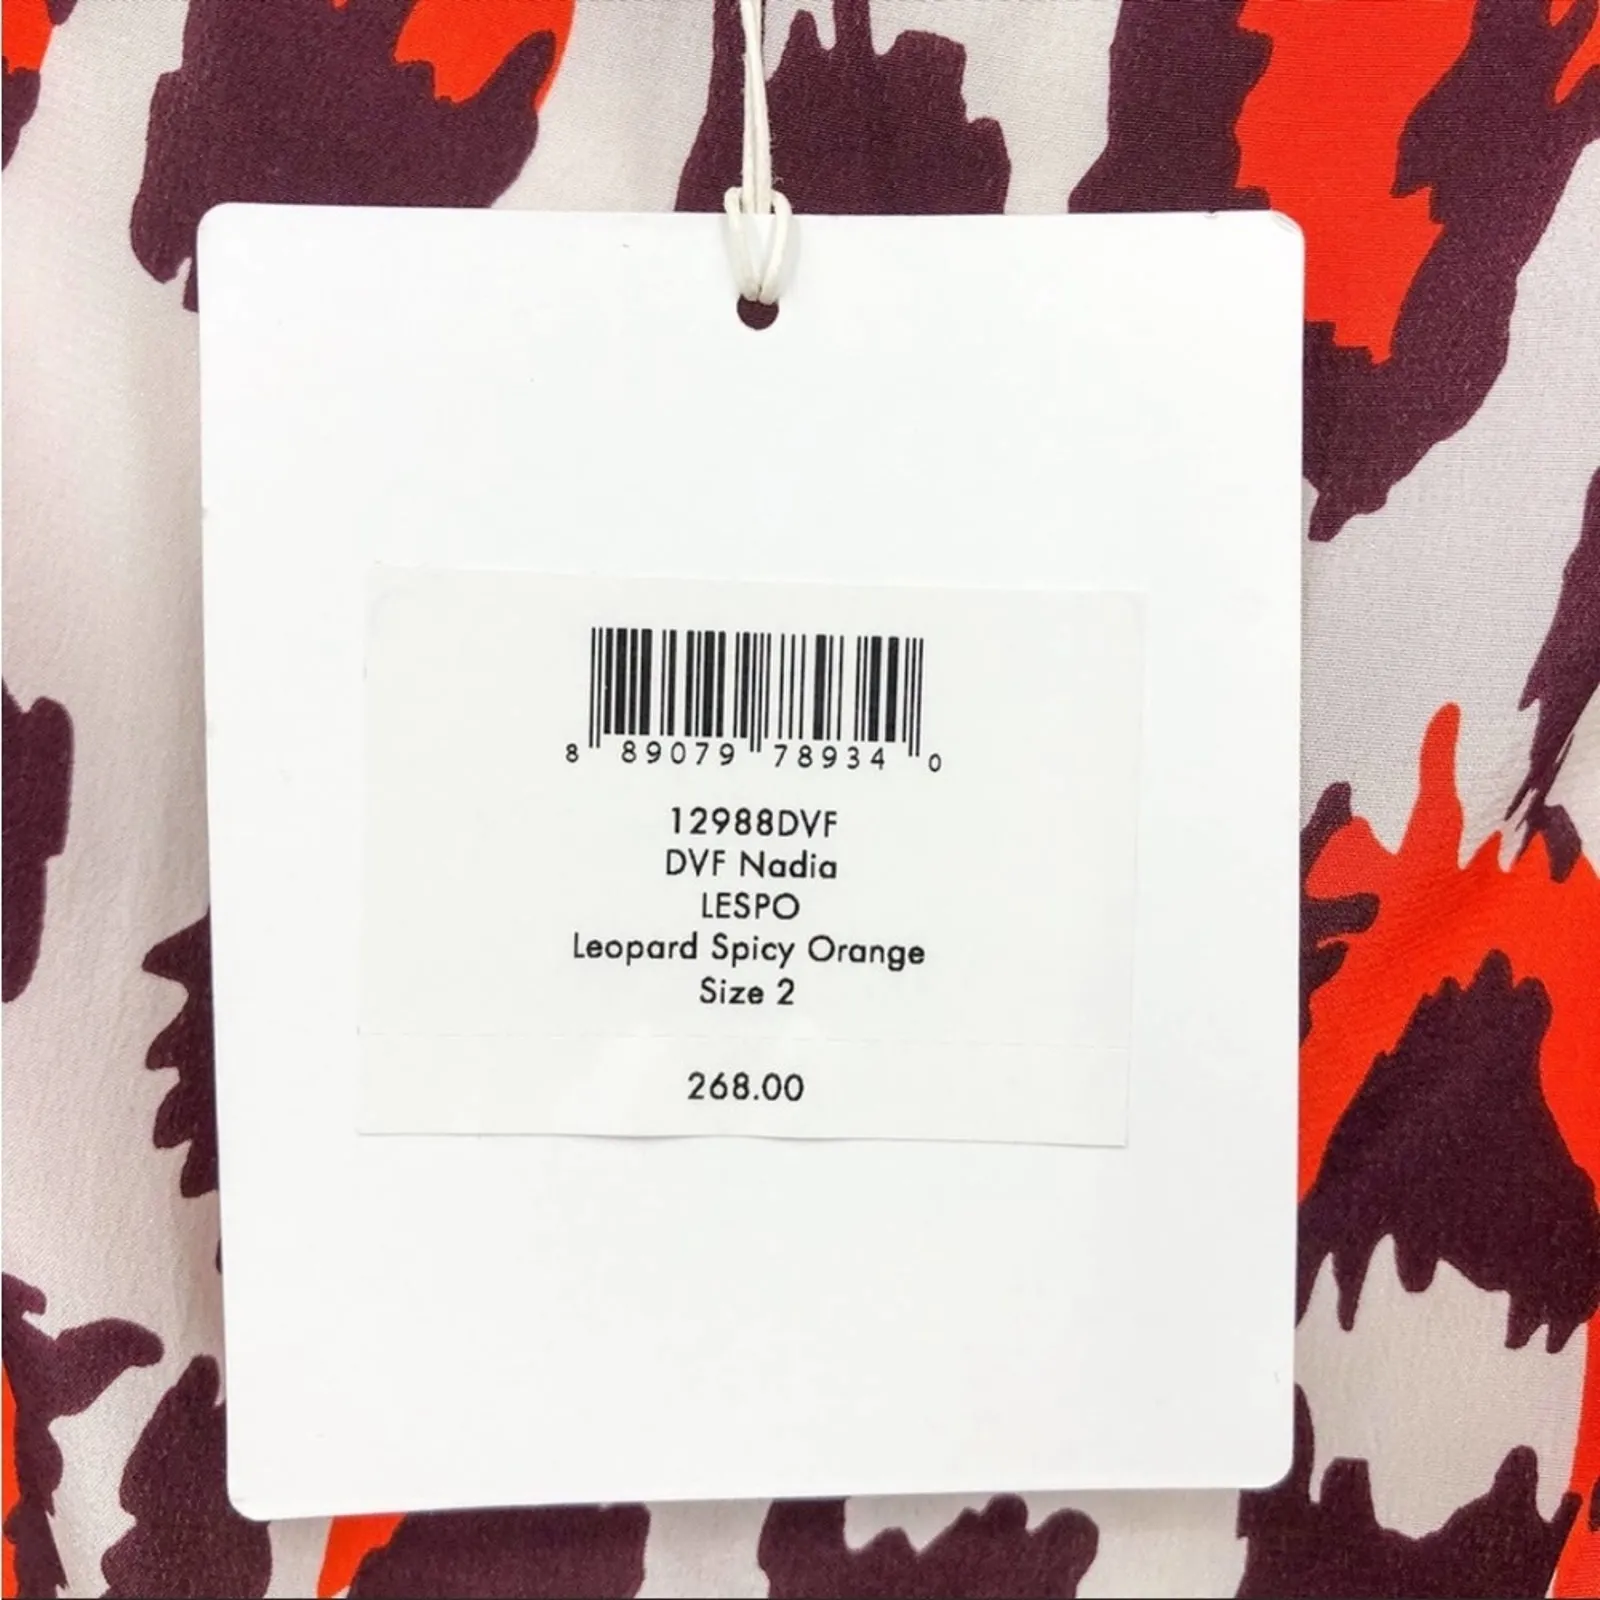 8 89079 78934 0
12988DVF
DVF Nadia
LESPO
Leopard Spicy Orange
Size 2
268.00